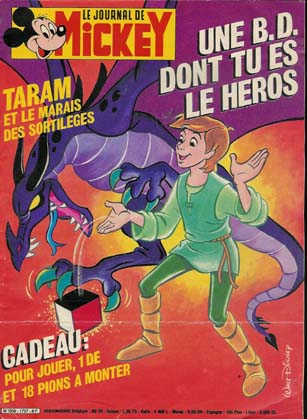 LE JOURNAL DE
MICKEY
UNE B.D.
DONT TU ES
LE HEROS
TARAM
ET LE MARAIS
DES SORTILEGES
CADEAU:
POUR JOUER, 1 DE
ET 18 PIONS A MONTER
WALT DISNEY